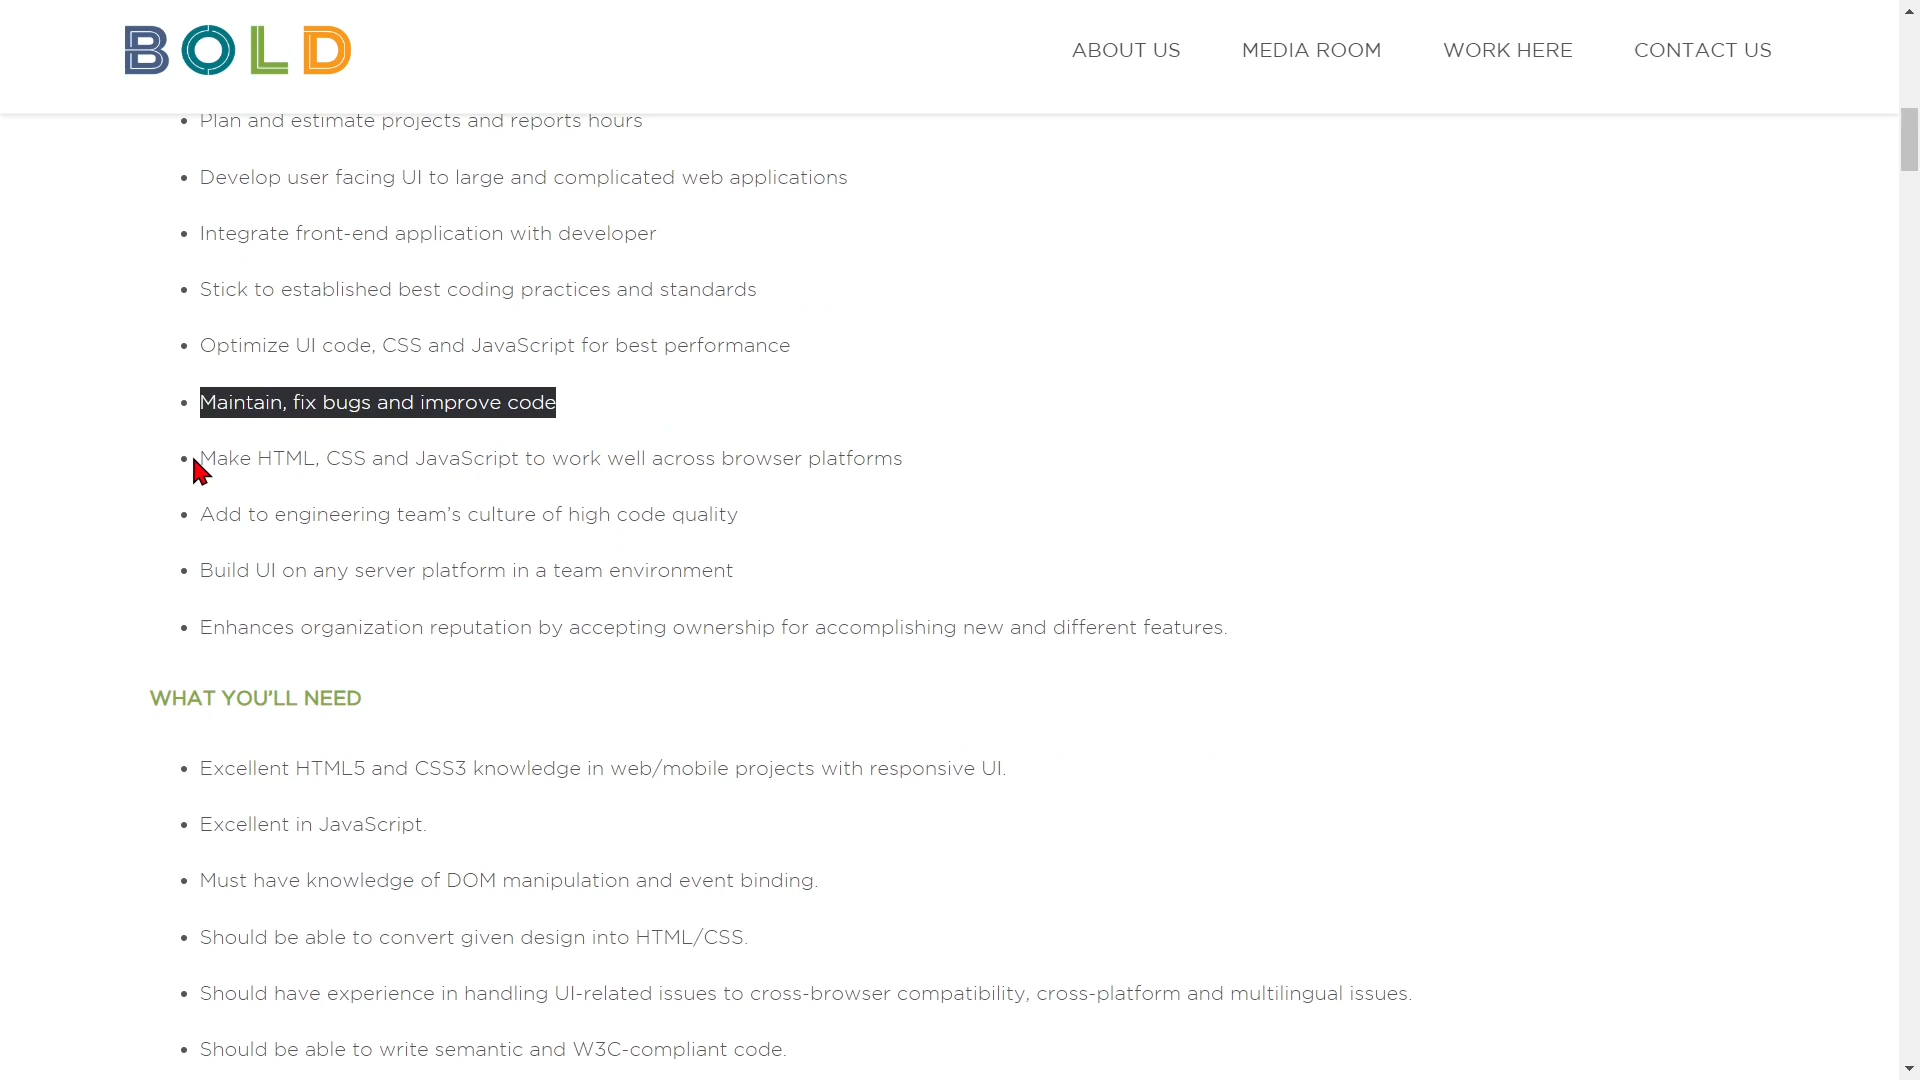 BOLD
ABOUT US
MEDIA ROOM
WORK HERE
CONTACT US
Plan and estimate projects and reports hours
Develop user facing UI to large and complicated web applications
Integrate front-end application with developer
Stick to established best coding practices and standards
Optimize UI code, CSS and JavaScript for best performance
Maintain, fix bugs and improve code
Make HTML, CSS and JavaScript to work well across browser platforms
Add to engineering team’s culture of high code quality
Build UI on any server platform in a team environment
Enhances organization reputation by accepting ownership for accomplishing new and different features.
WHAT YOU’LL NEED
Excellent HTML5 and CSS3 knowledge in web/mobile projects with responsive UI.
Excellent in JavaScript.
Must have knowledge of DOM manipulation and event binding.
Should be able to convert given design into HTML/CSS.
Should have experience in handling UI-related issues to cross-browser compatibility, cross-platform and multilingual issues.
Should be able to write semantic and W3C-compliant code.